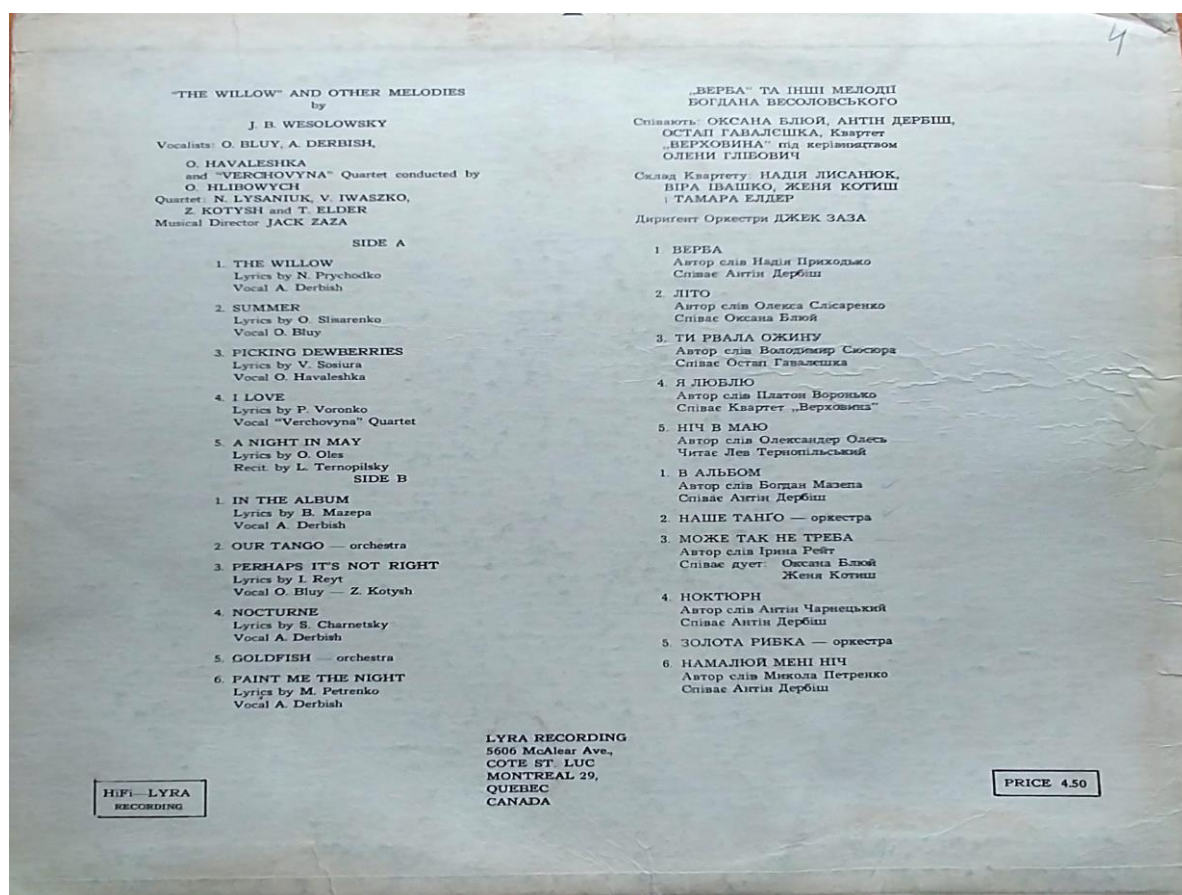 4
"THE WILLOW" AND OTHER MELODIES
by
J. B. WESOLOWSKY
Vocalists: O. BLUY, A. DERBISH,
O. HAVALESHKA
and "VERCHOVYNA" Quartet conducted by
O. HLIBOWYCH
Quartet: N. LYSANIUK, V. IWASZKO,
Z. KOTYSH and T. ELDER
Musical Director JACK ZAZA
SIDE A
1. THE WILLOW
Lyrics by N. Prychodko
Vocal A. Derbish
2. SUMMER
Lyrics by O. Slisarenko
Vocal O. Bluy
3. PICKING DEWBERRIES
Lyrics by V. Sosiura
Vocal O. Havaleshka
4. I LOVE
Lyrics by P. Voronko
Vocal "Verchovyna" Quartet
5. A NIGHT IN MAY
Lyrics by O. Oles
Recit. by L. Ternopilsky
SIDE B
1. IN THE ALBUM
Lyrics by B. Mazepa
Vocal A. Derbish
2. OUR TANGO — orchestra
3. PERHAPS IT'S NOT RIGHT
Lyrics by I. Reyt
Vocal O. Bluy — Z. Kotysh
4. NOCTURNE
Lyrics by S. Charnetsky
Vocal A. Derbish
5. GOLDFISH — orchestra
6. PAINT ME THE NIGHT
Lyrics by M. Petrenko
Vocal A. Derbish
„ВЕРБА" ТА ІНШІ МЕЛОДІЇ
БОГДАНА ВЕСОЛОВСЬКОГО
Співають: ОКСАНА БЛЮЙ, АНТІН ДЕРБІШ,
ОСТАП ГАВАЛЄШКА, Квартет
„ВЕРХОВИНА" під керівництвом
ОЛЕНИ ГЛІБОВИЧ
Склад Квартету: НАДІЯ ЛИСАНЮК,
ВІРА ІВАШКО, ЖЕНЯ КОТИШ
і ТАМАРА ЕЛДЕР
Дириґент Оркестри ДЖЕК ЗАЗА
1 ВЕРБА
Автор слів Надія Приходько
Співає Антін Дербіш
2. ЛІТО
Автор слів Олекса Слісаренко
Співає Оксана Блюй
3. ТИ РВАЛА ОЖИНУ
Автор слів Володимир Сюсюра
Співає Остап Гавалєшка
4. Я ЛЮБЛЮ
Автор слів Платон Воронько
Співає Квартет „Верховина"
5. НІЧ В МАЮ
Автор слів Олександер Олесь
Читає Лев Тернопільський
1. В АЛЬБОМ
Автор слів Богдан Мазепа
Співає Антін Дербіш
2. НАШЕ ТАНҐО — оркестра
3. МОЖЕ ТАК НЕ ТРЕБА
Автор слів Ірина Рейт
Співає дует: Оксана Блюй
Женя Котиш
4. НОКТЮРН
Автор слів Антін Чарнецький
Співає Антін Дербіш
5. ЗОЛОТА РИБКА — оркестра
6. НАМАЛЮЙ МЕНІ НІЧ
Автор слів Микола Петренко
Співає Антін Дербіш
LYRA RECORDING
5606 McAlear Ave.,
COTE ST. LUC
MONTREAL 29,
QUEBEC
CANADA
HiFi—LYRA
RECORDING
PRICE 4.50